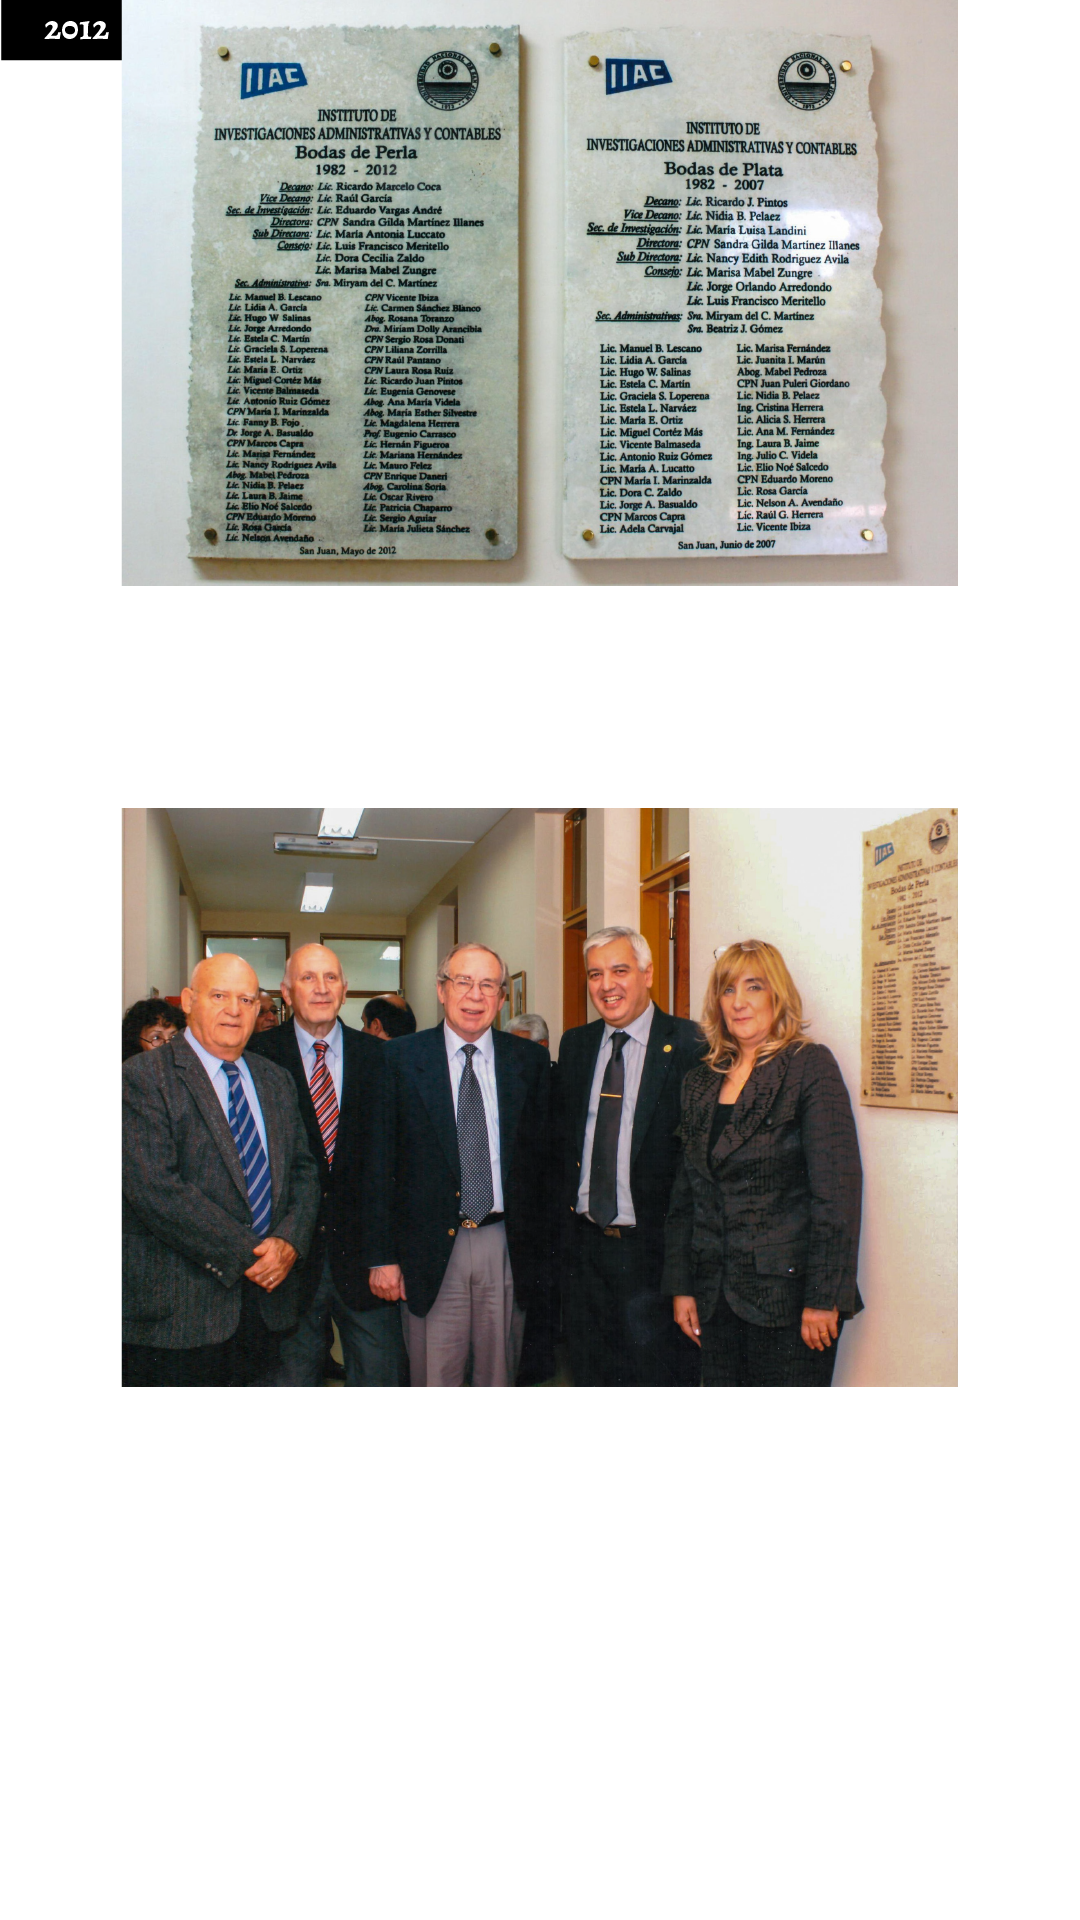 2012
IIAC
INSTITUTO DE
INVESTIGACIONES ADMINISTRATIVAS Y CONTABLES
Bodas de Perla
1982 - 2012
Decano: Lic. Ricardo Marcelo Coca
Vice Decano: Lic. Raúl García
Sec. de Investigación: Lic. Eduardo Vargas André
Directora: CPN Sandra Gilda Martínez Illanes
Sub Directora: Lic. María Antonia Luccato
Consejo: Lic. Luis Francisco Meritello
Lic. Dora Cecilia Zaldo
Lic. Marisa Mabel Zungre
Sec. Administrativa: Sra. Miryam del C. Martínez
Lic. Manuel B. Lescano
Lic. Lidia A. García
Lic. Hugo W Salinas
Lic. Jorge Arredondo
Lic. Estela C. Martín
Lic. Graciela S. Loperena
Lic. Estela L. Narváez
Lic. María E. Ortiz
Lic. Miguel Cortéz Más
Lic. Vicente Balmaseda
Lic. Antonio Ruiz Gómez
CPN María I. Marinzalda
Lic. Fanny B. Fojo
Dr Jorge A. Basualdo
CPN Marcos Capra
Lic. Marisa Fernández
Lic. Nancy Rodriguez Avila
Abog. Mabel Pedroza
Lic. Nidia B. Pelaez
Lic. Laura B. Jaime
Lic. Elio Noé Salcedo
CPN Eduardo Moreno
Lic. Rosa García
Lic. Nelson Avendaño
CPN Vicente Ibiza
Lic. Carmen Sánchez Blanco
Abog. Rosana Toranzo
Dra. Miriam Dolly Arancibia
CPN Sergio Rosa Donati
CPN Liliana Zorrilla
CPN Raúl Pantano
CPN Laura Rosa Ruiz
Lic. Ricardo Juan Pintos
Lic. Eugenia Genovese
Abog. Ana María Videla
Abog. María Esther Silvestre
Lic. Magdalena Herrera
Prof. Eugenio Carrasco
Lic. Hernán Figueroa
Lic. Mariana Hernández
Lic. Mauro Felez
CPN Enrique Daneri
Abog. Carolina Soria
Lic. Oscar Rivero
Lic. Patricia Chaparro
Lic. Sergio Aguiar
Lic. María Julieta Sánchez
San Juan, Mayo de 2012
IIAC
INSTITUTO DE
INVESTIGACIONES ADMINISTRATIVAS Y CONTABLES
Bodas de Plata
1982 - 2007
Decano: Lic. Ricardo J. Pintos
Vice Decano: Lic. Nidia B. Pelaez
Sec. de Investigación: Lic. María Luisa Landini
Directora: CPN Sandra Gilda Martínez Illanes
Sub Directora: Lic. Nancy Edith Rodriguez Avila
Consejo: Lic. Marisa Mabel Zungre
Lic. Jorge Orlando Arredondo
Lic. Luis Francisco Meritello
Sec. Administrativas: Sra. Miryam del C. Martínez
Sra. Beatriz J. Gómez
Lic. Manuel B. Lescano
Lic. Lidia A. García
Lic. Hugo W. Salinas
Lic. Estela C. Martín
Lic. Graciela S. Loperena
Lic. Estela L. Narváez
Lic. María E. Ortiz
Lic. Miguel Cortéz Más
Lic. Vicente Balmaseda
Lic. Antonio Ruiz Gómez
Lic. María A. Lucatto
CPN María I. Marinzalda
Lic. Dora C. Zaldo
Lic. Jorge A. Basualdo
CPN Marcos Capra
Lic. Adela Carvajal
Lic. Marisa Fernández
Lic. Juanita I. Marún
Abog. Mabel Pedroza
CPN Juan Puleri Giordano
Lic. Nidia B. Pelaez
Ing. Cristina Herrera
Lic. Alicia S. Herrera
Lic. Ana M. Fernández
Ing. Laura B. Jaime
Ing. Julio C. Videla
Lic. Elio Noé Salcedo
CPN Eduardo Moreno
Lic. Rosa García
Lic. Nelson A. Avendaño
Lic. Raúl G. Herrera
Lic. Vicente Ibiza
San Juan, Junio de 2007
IIAC
INSTITUTO DE
INVESTIGACIONES ADMINISTRATIVAS Y CONTABLES
Bodas de Perla
1982 - 2012